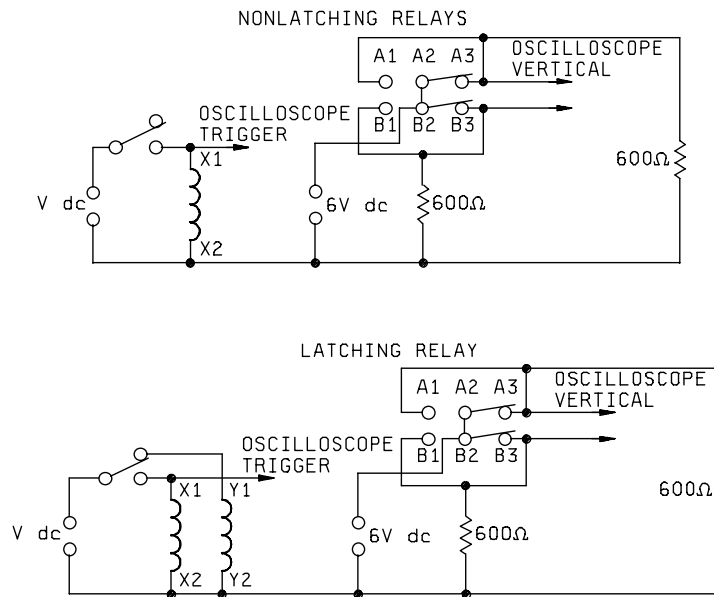 NONLATCHING RELAYS
A1 A2 A3
OSCILLOSCOPE
VERTICAL
OSCILLOSCOPE
TRIGGER
B1 B2 B3
X1
X2
V dc
6V dc
600Ω
600Ω
LATCHING RELAY
A1 A2 A3
OSCILLOSCOPE
VERTICAL
OSCILLOSCOPE
TRIGGER
B1 B2 B3
X1 Y1
X2 Y2
V dc
6V dc
600Ω
600Ω